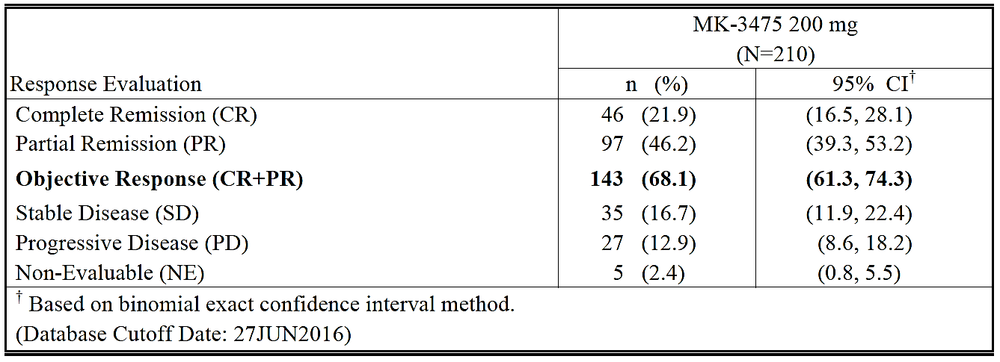 MK-3475 200 mg
(N=210)
Response Evaluation n (%) 95% CI†
Complete Remission (CR) 46 (21.9) (16.5, 28.1)
Partial Remission (PR) 97 (46.2) (39.3, 53.2)
Objective Response (CR+PR) 143 (68.1) (61.3, 74.3)
Stable Disease (SD) 35 (16.7) (11.9, 22.4)
Progressive Disease (PD) 27 (12.9) (8.6, 18.2)
Non-Evaluable (NE) 5 (2.4) (0.8, 5.5)
† Based on binomial exact confidence interval method.
(Database Cutoff Date: 27JUN2016)